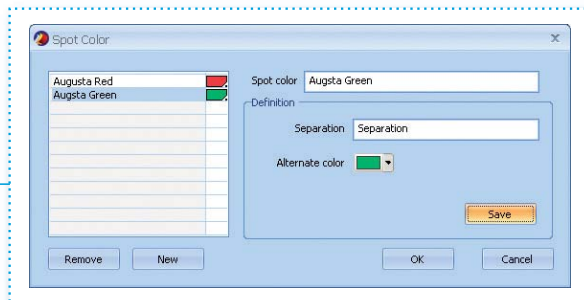 Spot Color
x
Augusta Red
Augsta Green
Spot color Augsta Green
Definition
Separation Separation
Alternate color
Save
Remove New OK Cancel